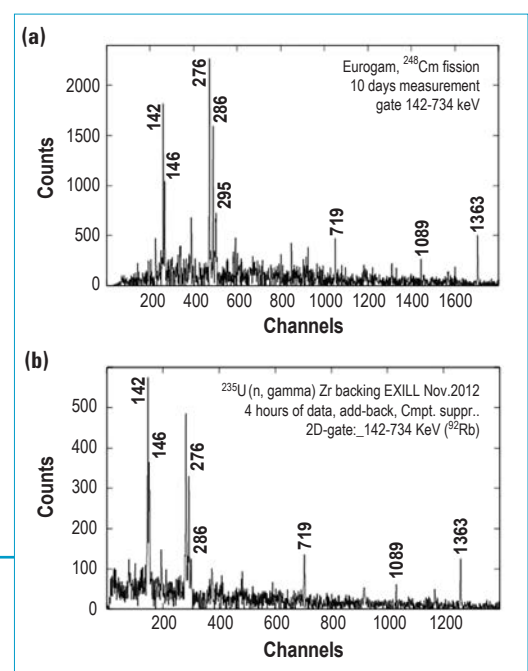 (a)
Eurogam, ²⁴⁸Cm fission
10 days measurement
gate 142-734 keV
276
286
142
146
295
719
1089
1363
2000
1500
1000
500
0
Counts
200 400 600 800 1000 1200 1400 1600
Channels
(b)
²³⁵U (n, gamma) Zr backing EXILL Nov.2012
4 hours of data, add-back, Cmpt. suppr..
2D-gate:_142-734 KeV (⁹²Rb)
142
146
276
286
719
1089
1363
500
400
300
200
100
0
Counts
200 400 600 800 1000 1200
Channels